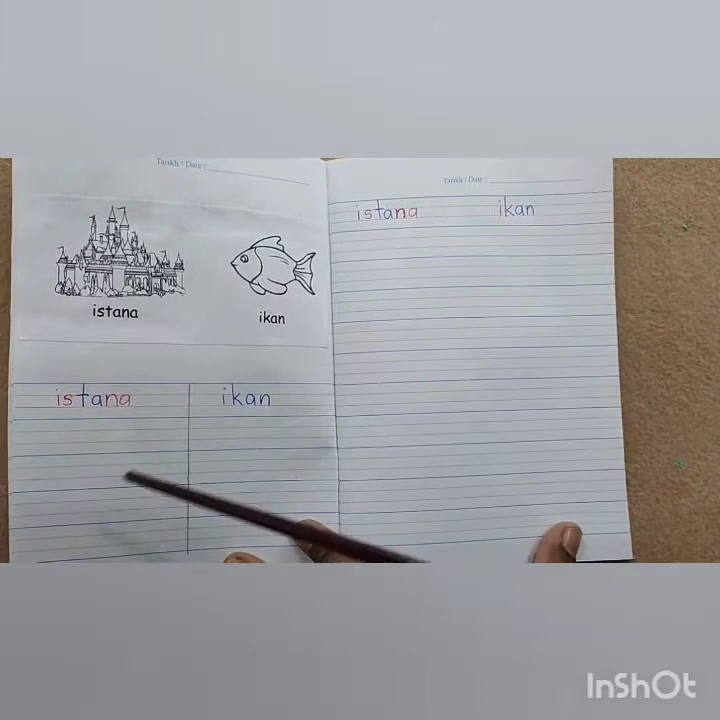 Tarikh / Date :
istana
ikan
istana
ikan
Tarikh / Date :
istana
ikan
InShOt